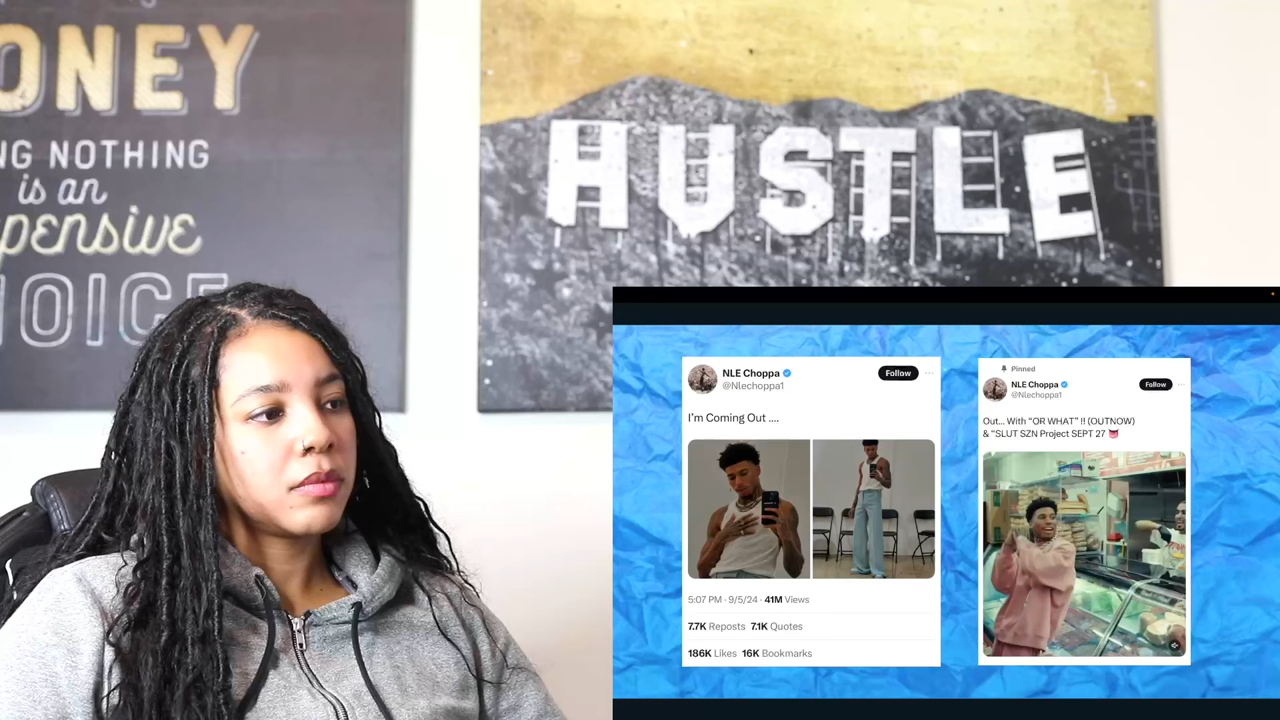 ONEY
NG NOTHING
is an
pensive
HOICE
HUSTLE
NLE Choppa
@Nlechoppa1
Follow
I'm Coming Out ....
5:07 PM · 9/5/24 · 41M Views
7.7K Reposts 7.1K Quotes
186K Likes 16K Bookmarks
Pinned
NLE Choppa
@Nlechoppa1
Follow
Out... With “OR WHAT” !! (OUTNOW)
& “SLUT SZN Project SEPT 27 👅